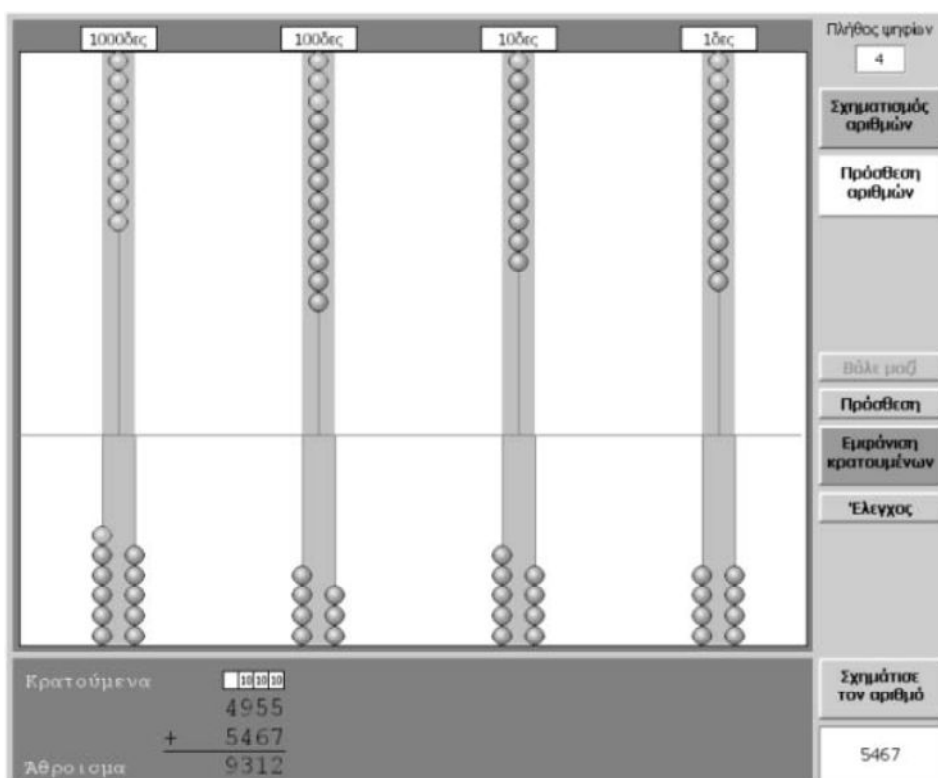 1000δες 100δες 10δες 1δες
Πλήθος ψηφίων
4
Σχηματισμός
αριθμών
Πρόσθεση
αριθμών
Βάλε μαζί
Πρόσθεση
Εμφάνιση
κρατουμένων
Έλεγχος
Σχημάτισε
τον αριθμό
5467
Κρατούμενα 10 10 10
4955
+ 5467
Άθροισμα 9312